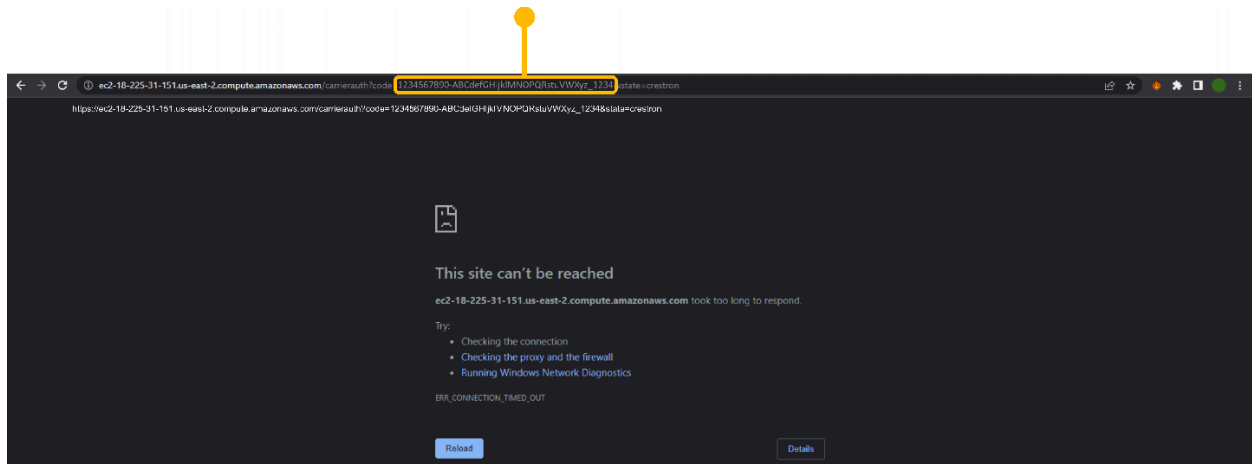 ec2-18-225-31-151.us-east-2.compute.amazonaws.com/carrierauth?code=1234567890-ABCdefGHIjklMNOPQRstuVWXyz_1234&state=crestron
https://ec2-18-225-31-151.us-east-2.compute.amazonaws.com/carrierauth?code=1234567890-ABCdefGHIjklMNOPQRstuVWXyz_1234&state=crestron
This site can't be reached
ec2-18-225-31-151.us-east-2.compute.amazonaws.com took too long to respond.
Try:
• Checking the connection
• Checking the proxy and the firewall
• Running Windows Network Diagnostics
ERR_CONNECTION_TIMED_OUT
Reload
Details